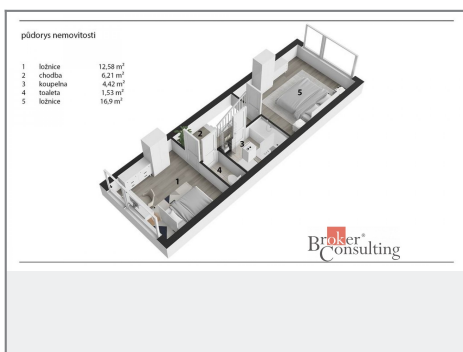 půdorys nemovitosti
1 ložnice 12,58 m²
2 chodba 6,21 m²
3 koupelna 4,42 m²
4 toaleta 1,53 m²
5 ložnice 16,9 m²
5
2
3
4
1
Broker®
Consulting